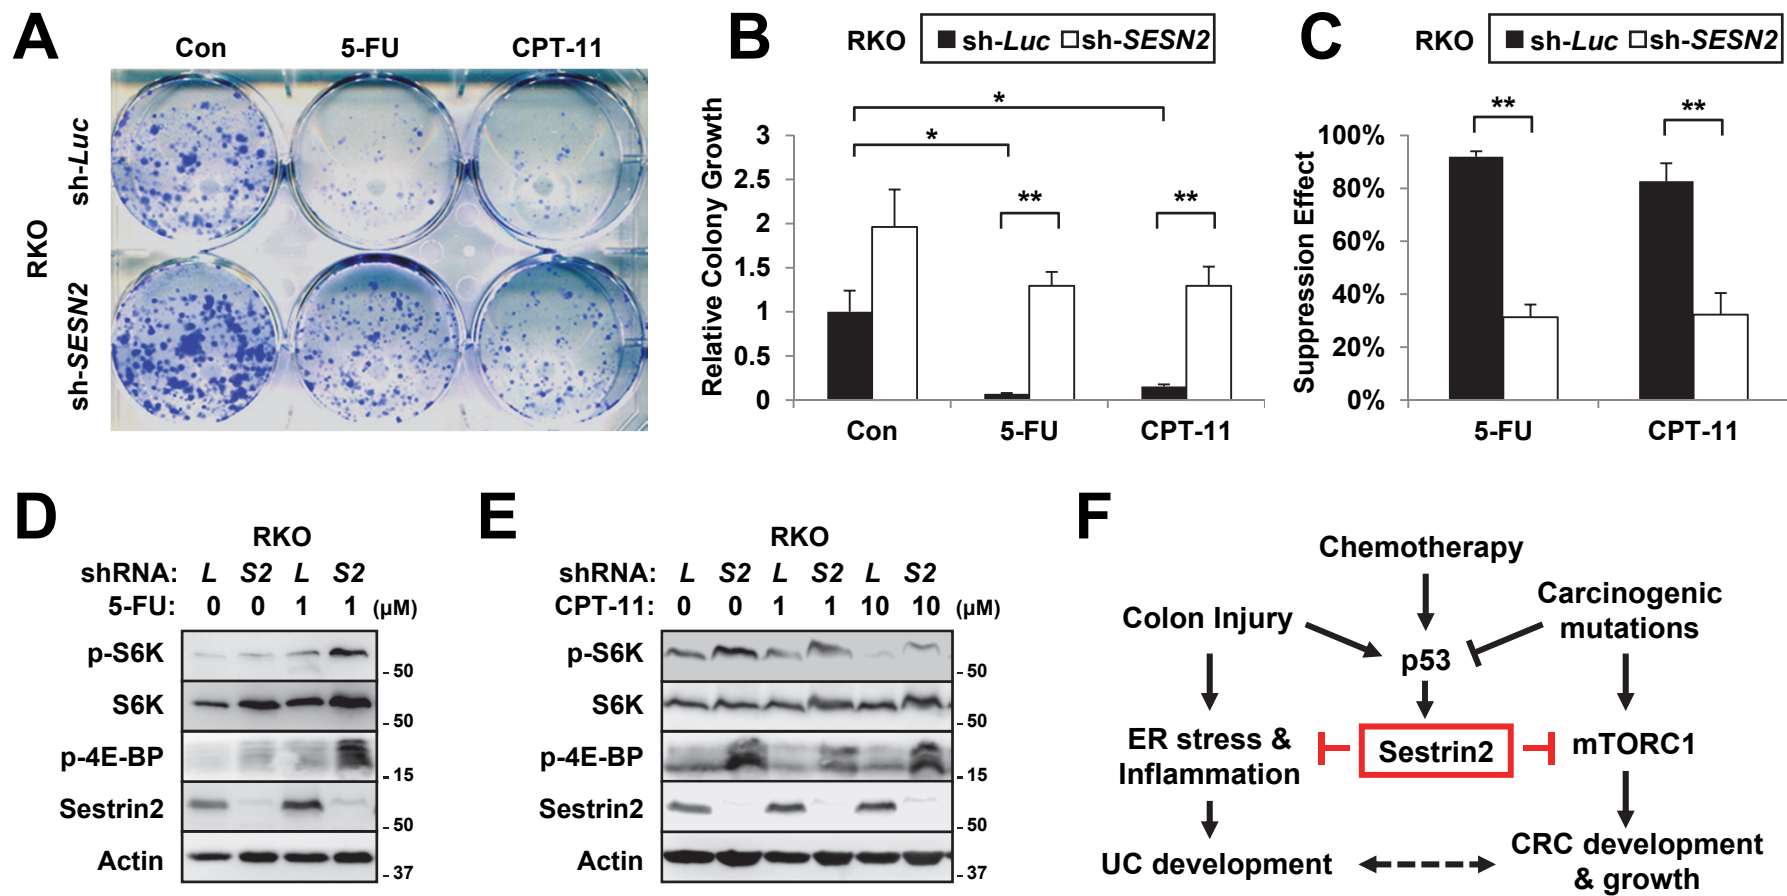 A
Con 5-FU CPT-11
RKO
sh-Luc
sh-SESN2
B
RKO sh-Luc sh-SESN2
Relative Colony Growth
3
2.5
2
1.5
1
0.5
0
* * ** **
Con 5-FU CPT-11
C
RKO sh-Luc sh-SESN2
Suppression Effect
100%
80%
60%
40%
20%
0%
** **
5-FU CPT-11
D
RKO
shRNA: L S2 L S2
5-FU: 0 0 1 1 (µM)
p-S6K - 50
S6K - 50
p-4E-BP - 15
Sestrin2 - 50
Actin - 37
E
RKO
shRNA: L S2 L S2 L S2
CPT-11: 0 0 1 1 10 10 (µM)
p-S6K - 50
S6K - 50
p-4E-BP - 15
Sestrin2 - 50
Actin - 37
F
Chemotherapy
Colon Injury
Carcinogenic
mutations
p53
ER stress &
Inflammation
Sestrin2
mTORC1
UC development
CRC development
& growth